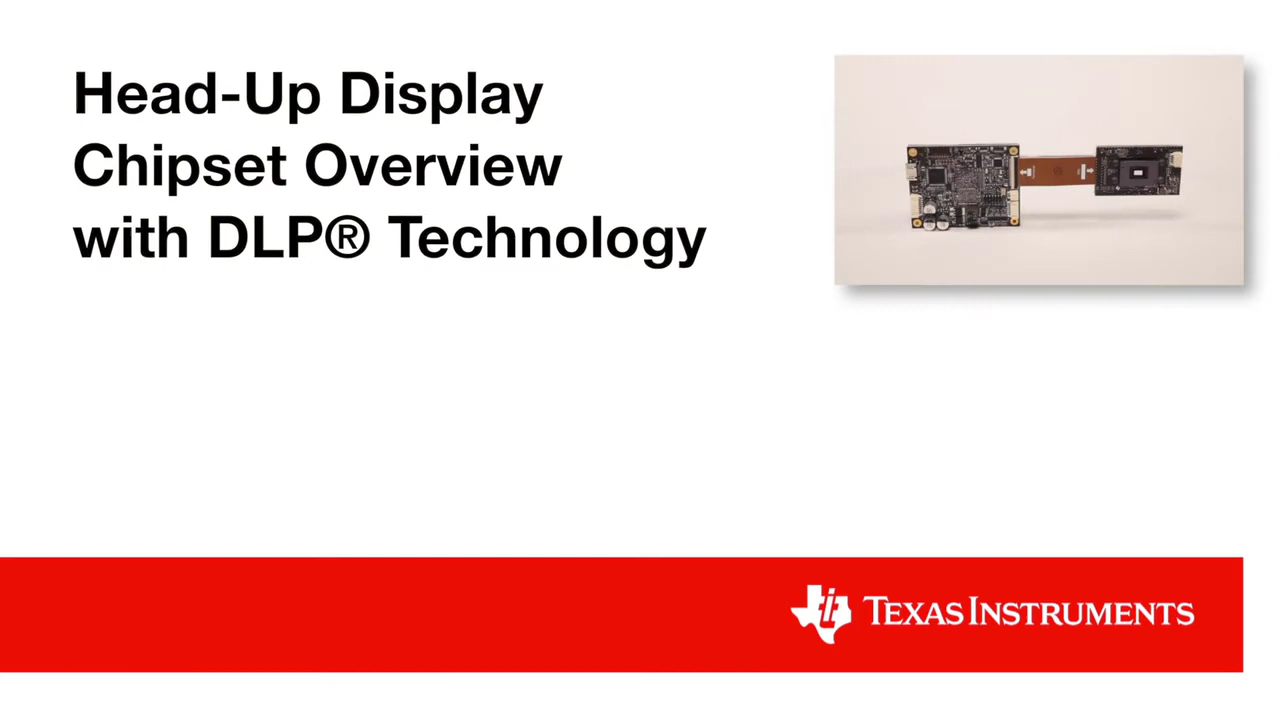 Head-Up Display
Chipset Overview
with DLP® Technology
TEXAS INSTRUMENTS